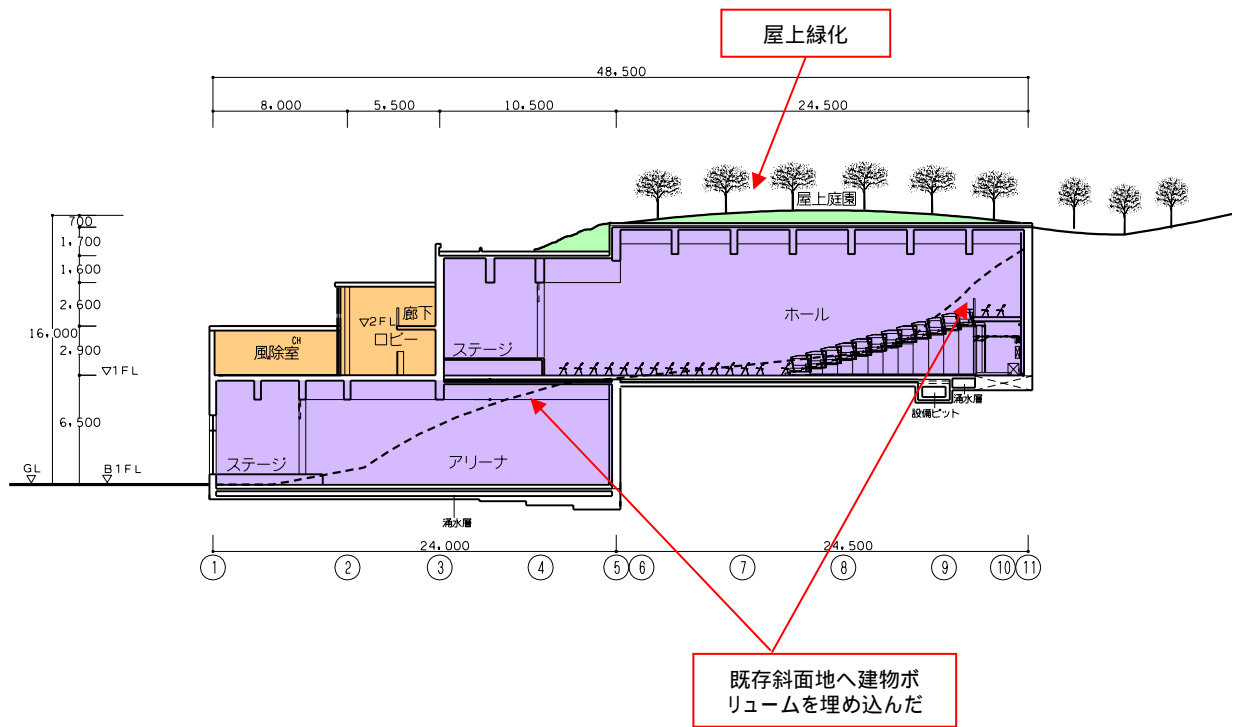 屋上緑化
48,500
8,000
5,500
10,500
24,500
屋上庭園
700
1,700
1,600
2,600
16,000
2,900
▽1FL
6,500
GL
▽
B1FL
▽
廊下
▽2FL
ロビー
CH
風除室
ホール
ステージ
設備ピット
湧水層
ステージ
アリーナ
湧水層
24,000
24,500
① ② ③ ④ ⑤ ⑥ ⑦ ⑧ ⑨ ⑩ ⑪
既存斜面地へ建物ボ
リュームを埋め込んだ